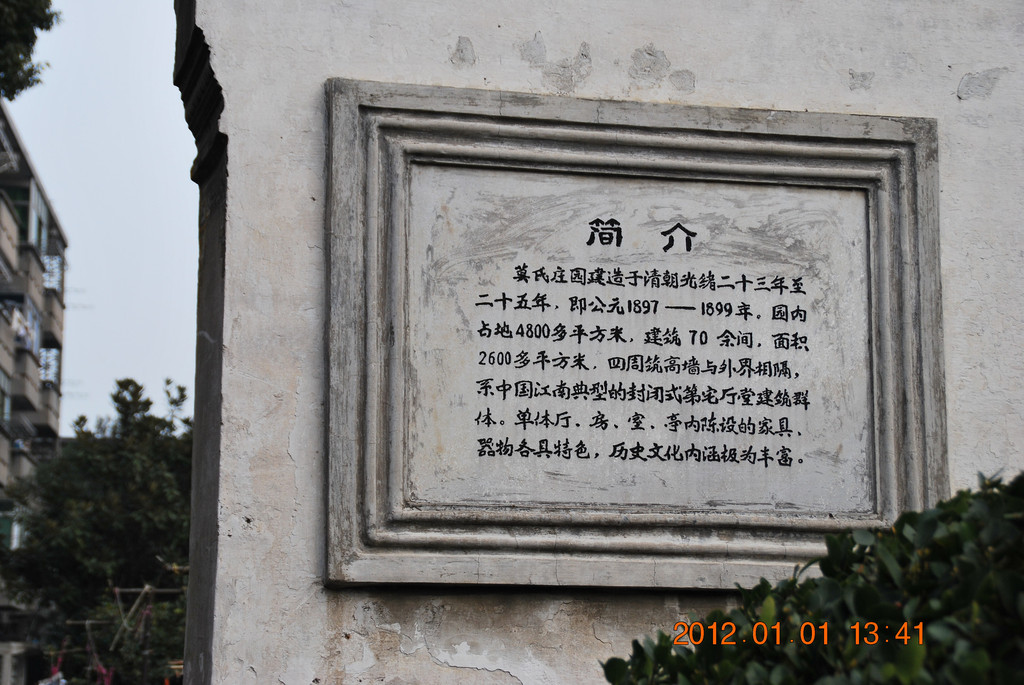 简 介
莫氏庄园建造于清朝光绪二十三年至
二十五年，即公元1897——1899年。园内
占地4800多平方米，建筑70余间，面积
2600多平方米．四周筑高墙与外界相隔，
系中国江南典型的封闭式第宅厅堂建筑群
体。单体厅、房、室、亭内陈设的家具、
器物各具特色，历史文化内涵极为丰富。
2012.01.01 13:41